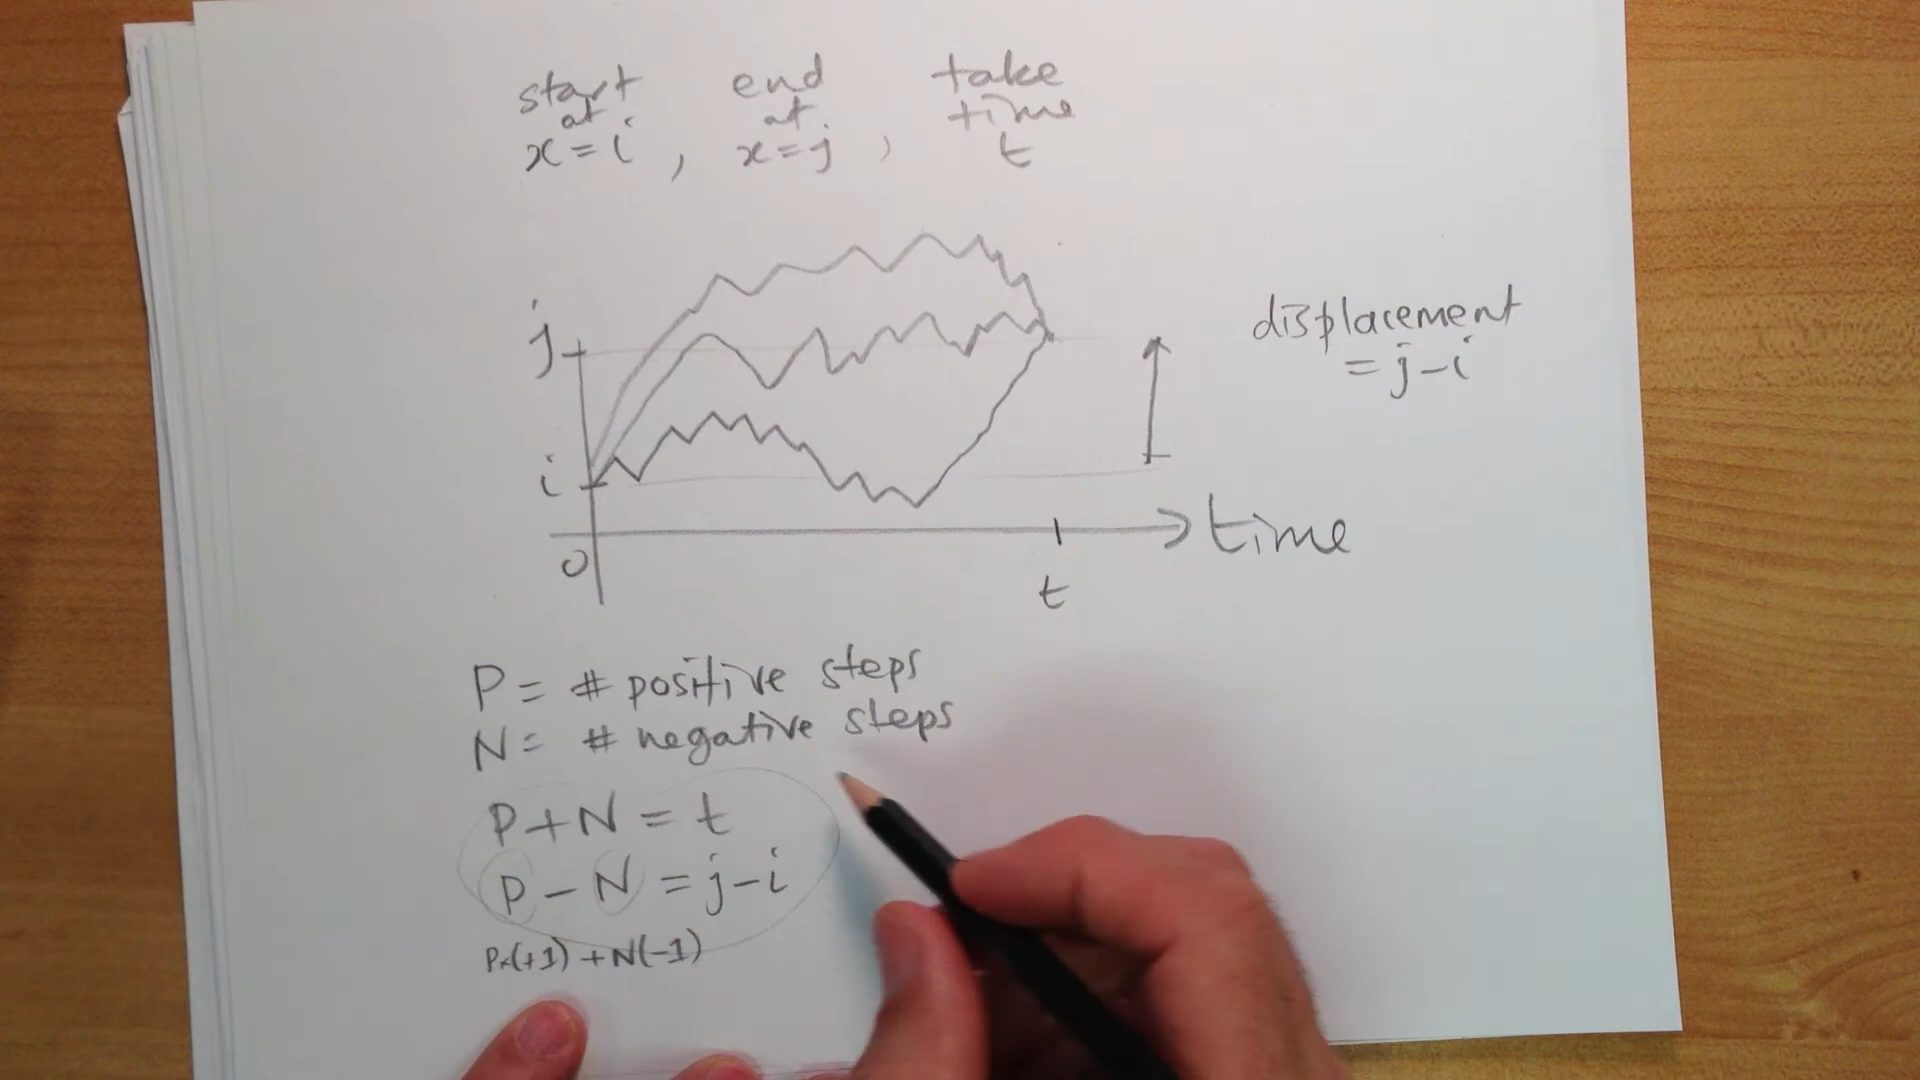 start end take
at at time
x=i , x=j , t
j
displacement
= j-i
i
time
0
t
P = # positive steps
N = # negative steps
P+N = t
P-N = j-i
P×(+1) +N(-1)